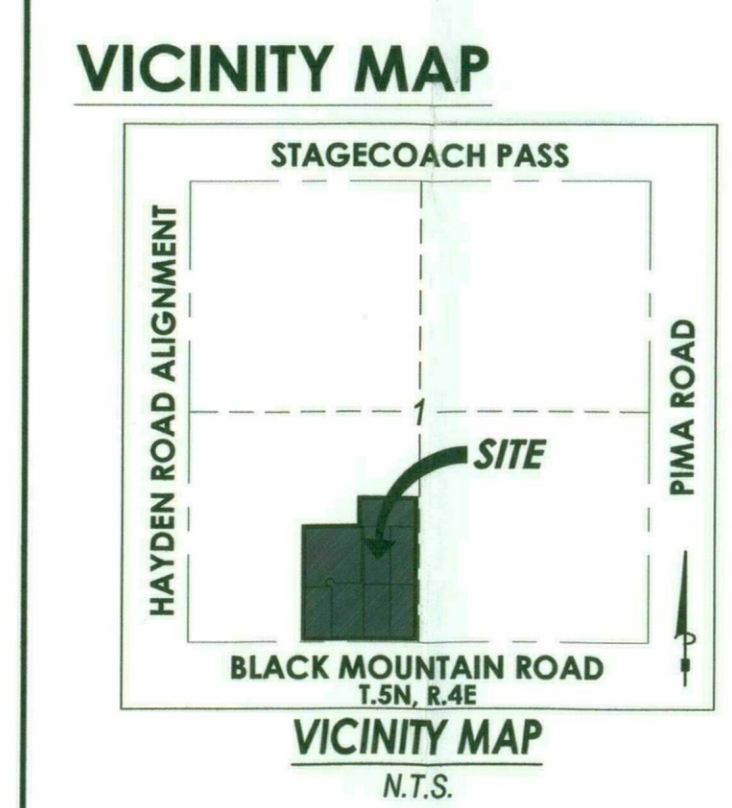 VICINITY MAP
STAGECOACH PASS
HAYDEN ROAD ALIGNMENT
PIMA ROAD
1
SITE
BLACK MOUNTAIN ROAD
T.5N, R.4E
VICINITY MAP
N.T.S.